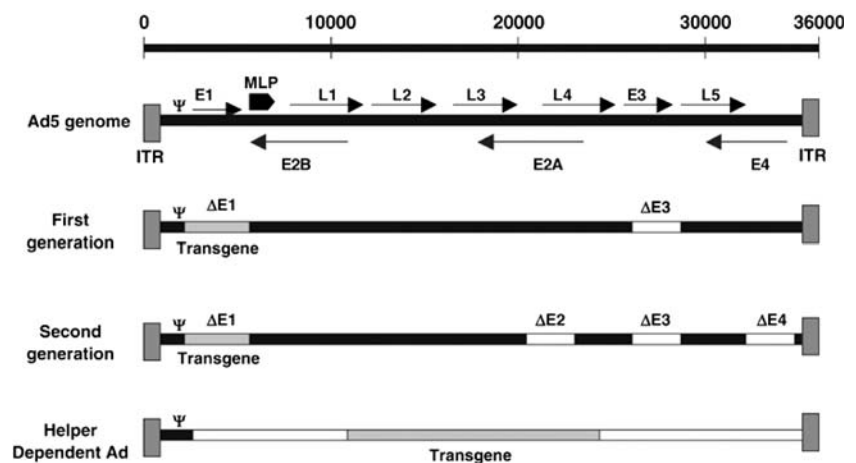 0 10000 20000 30000 36000
MLP
Ψ E1 L1 L2 L3 L4 E3 L5
Ad5 genome
ITR E2B E2A E4 ITR
First
generation
Ψ ΔE1 ΔE3
Transgene
Second
generation
Ψ ΔE1 ΔE2 ΔE3 ΔE4
Transgene
Helper
Dependent Ad
Ψ
Transgene